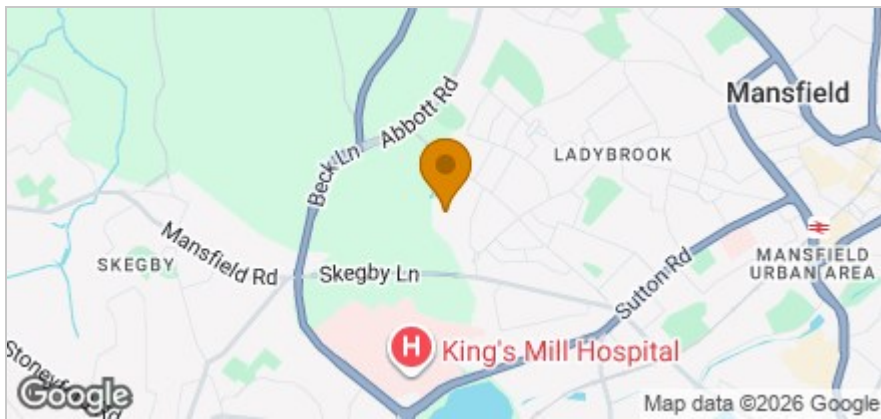 Mansfield
Abbott Rd
LADYBROOK
Beck Ln
Mansfield Rd
SKEGBY
Skegby Ln
Sutton Rd
MANSFIELD
URBAN AREA
H
King's Mill Hospital
Google
Map data ©2026 Google